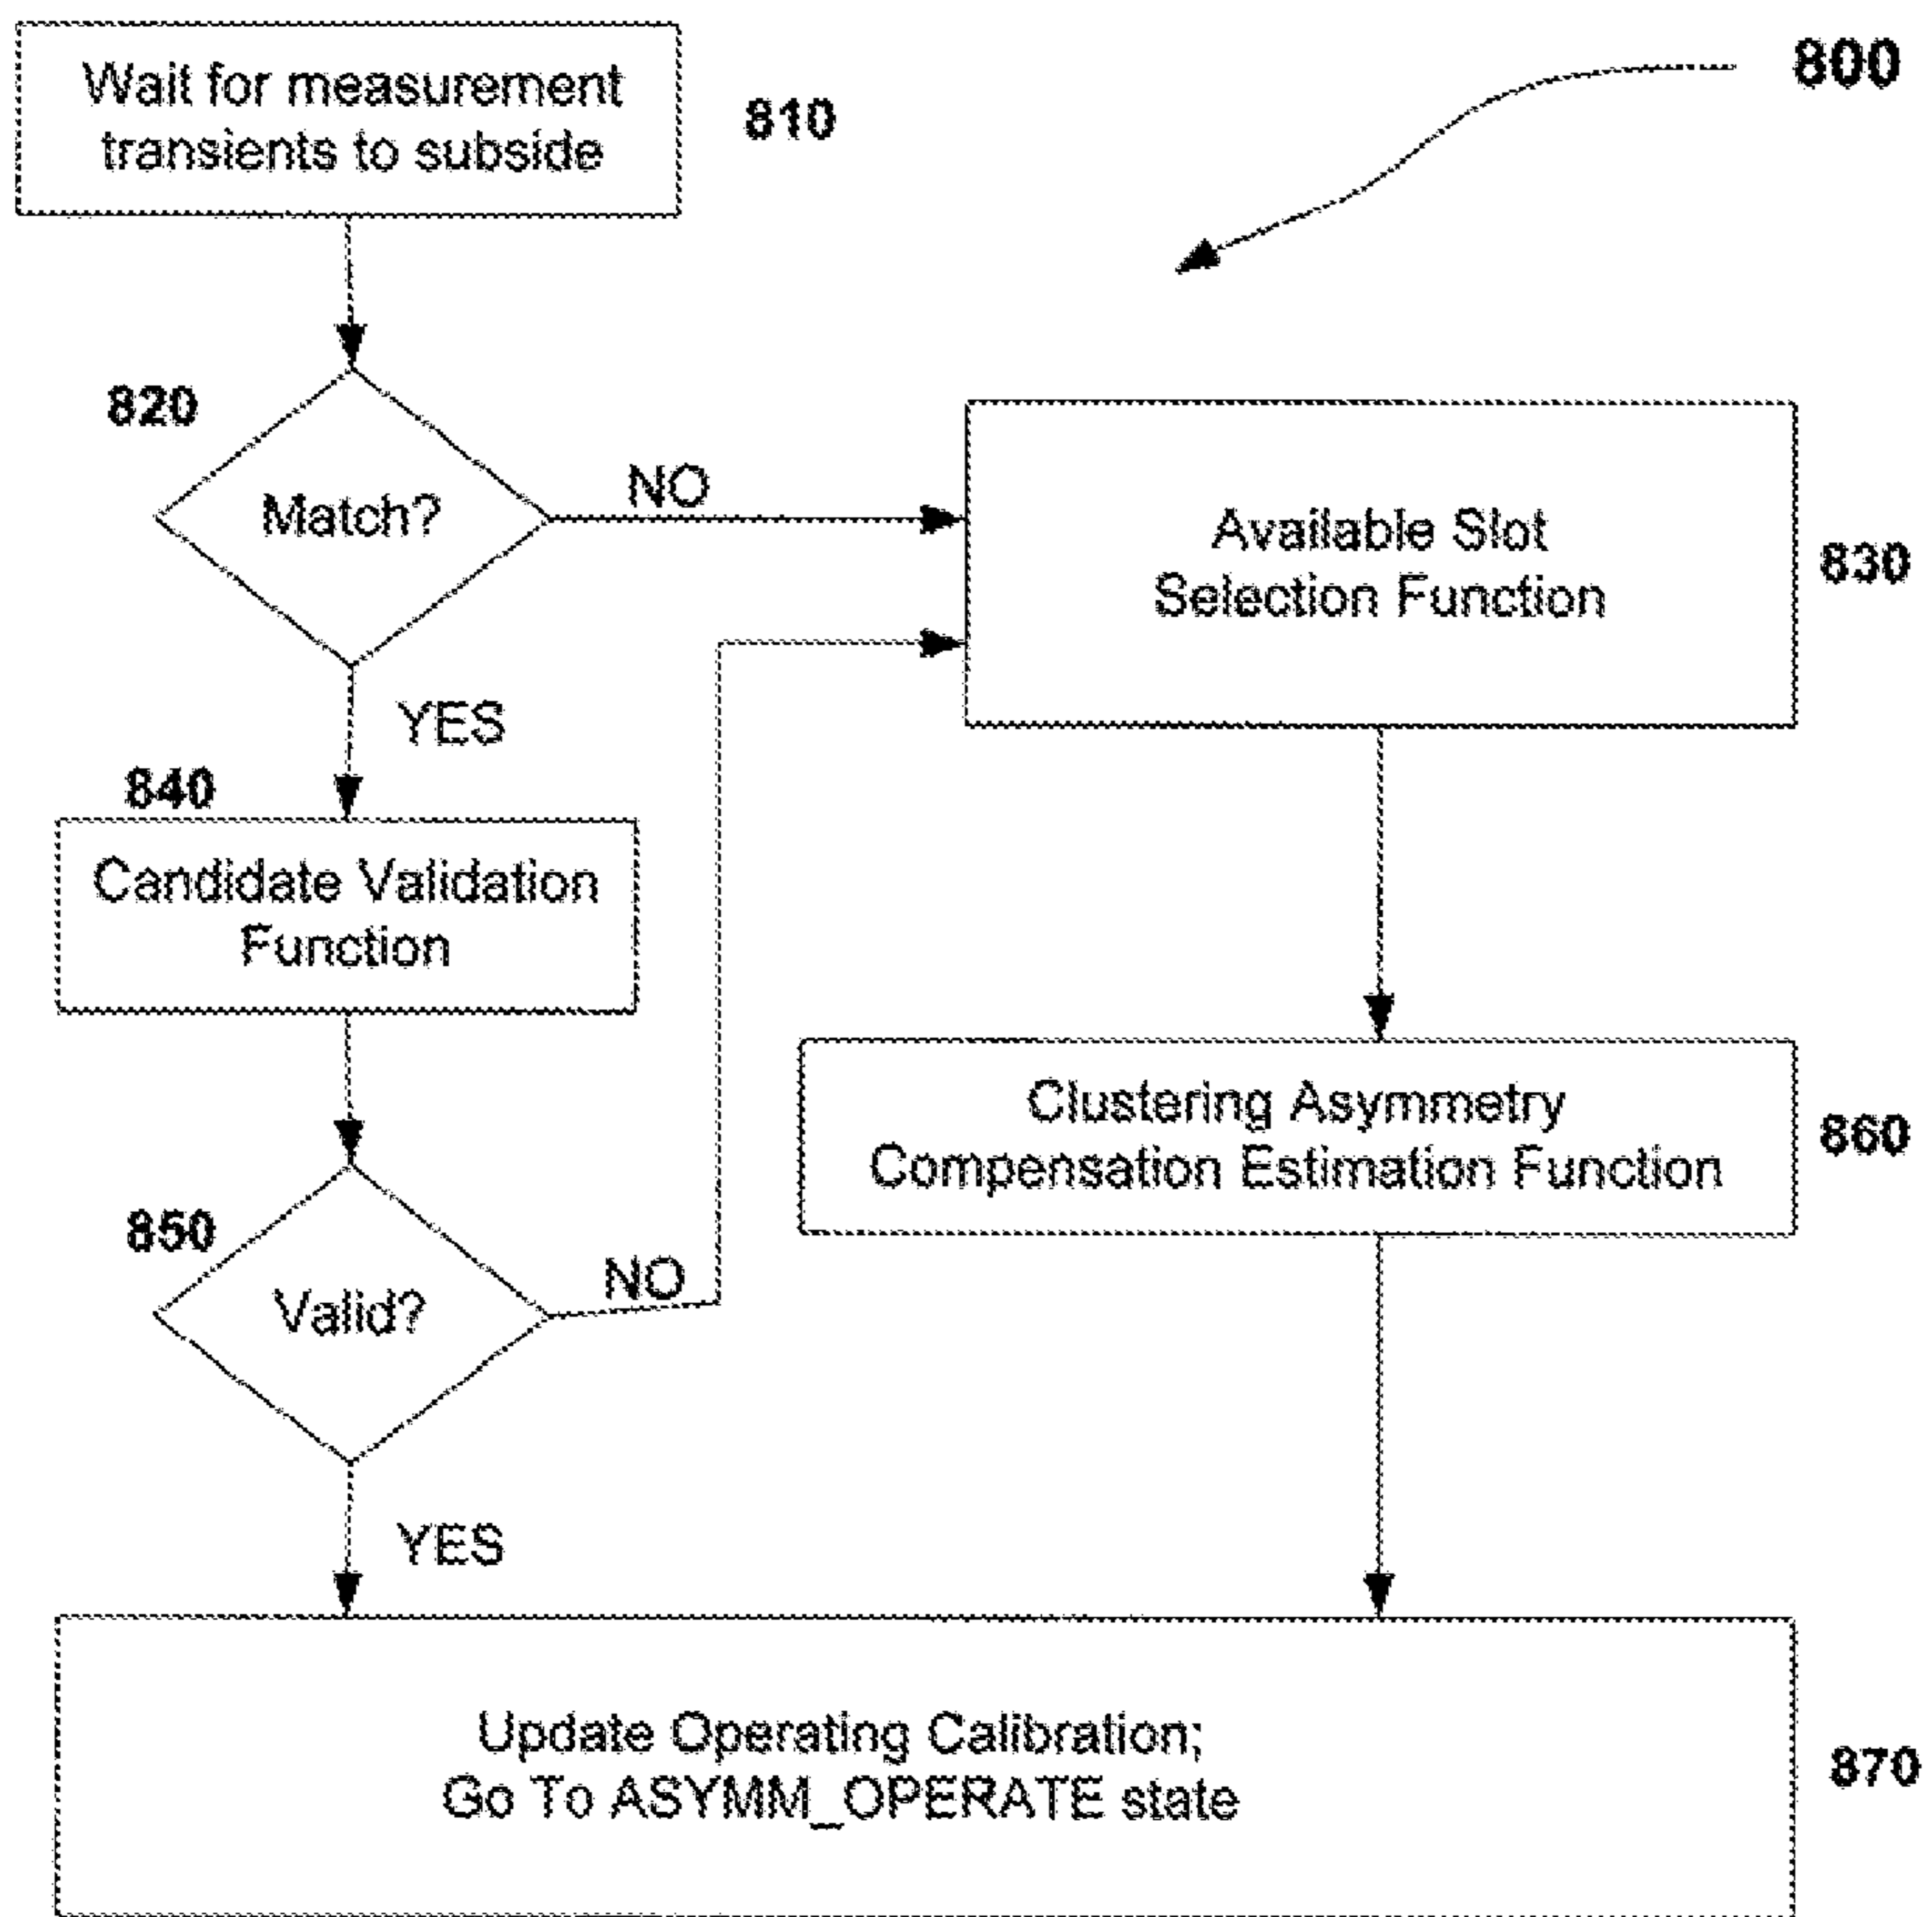 800
Wait for measurement
transients to subside
810
820
Match?
NO
YES
Available Slot
Selection Function
830
840
Candidate Validation
Function
850
Valid?
NO
YES
Clustering Asymmetry
Compensation Estimation Function
860
Update Operating Calibration;
Go To ASYMM_OPERATE state
870